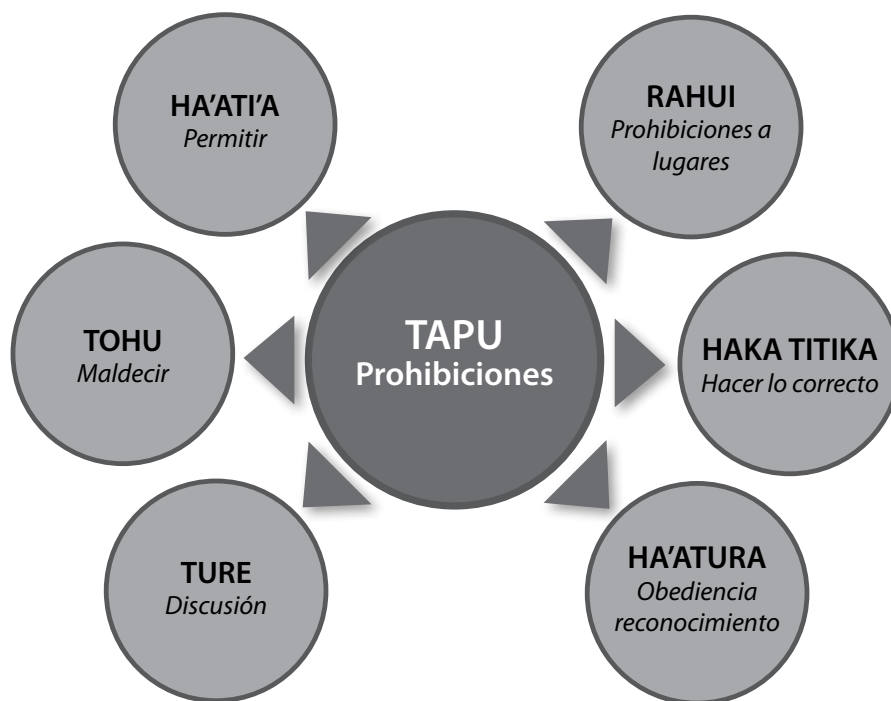 HA'ATI'A
Permitir
RAHUI
Prohibiciones a
lugares
TOHU
Maldecir
TAPU
Prohibiciones
HAKA TITIKA
Hacer lo correcto
TURE
Discusión
HA'ATURA
Obediencia
reconocimiento